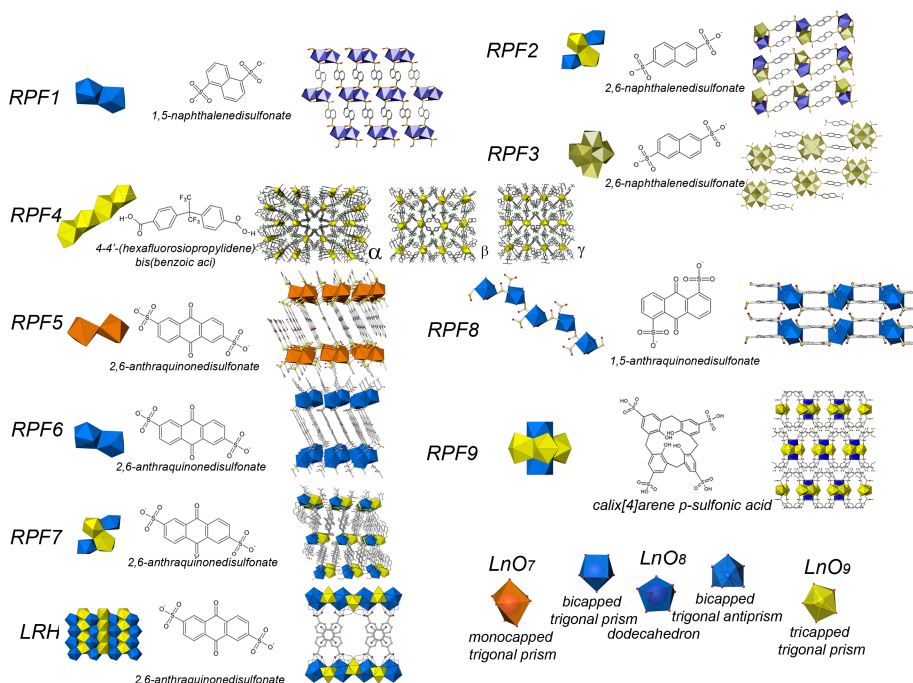 RPF1
1,5-naphthalenedisulfonate
RPF2
2,6-naphthalenedisulfonate
RPF3
2,6-naphthalenedisulfonate
RPF4
4-4'-(hexafluorosiopropylidene)
bis(benzoic aci)
α
β
γ
RPF5
2,6-anthraquinonedisulfonate
RPF8
1,5-anthraquinonedisulfonate
RPF6
2,6-anthraquinonedisulfonate
RPF9
calix[4]arene p-sulfonic acid
RPF7
2,6-anthraquinonedisulfonate
LRH
2,6-anthraquinonedisulfonate
LnO7
monocapped
trigonal prism
LnO8
bicapped
trigonal prism
dodecahedron
bicapped
trigonal antiprism
LnO9
tricapped
trigonal prism